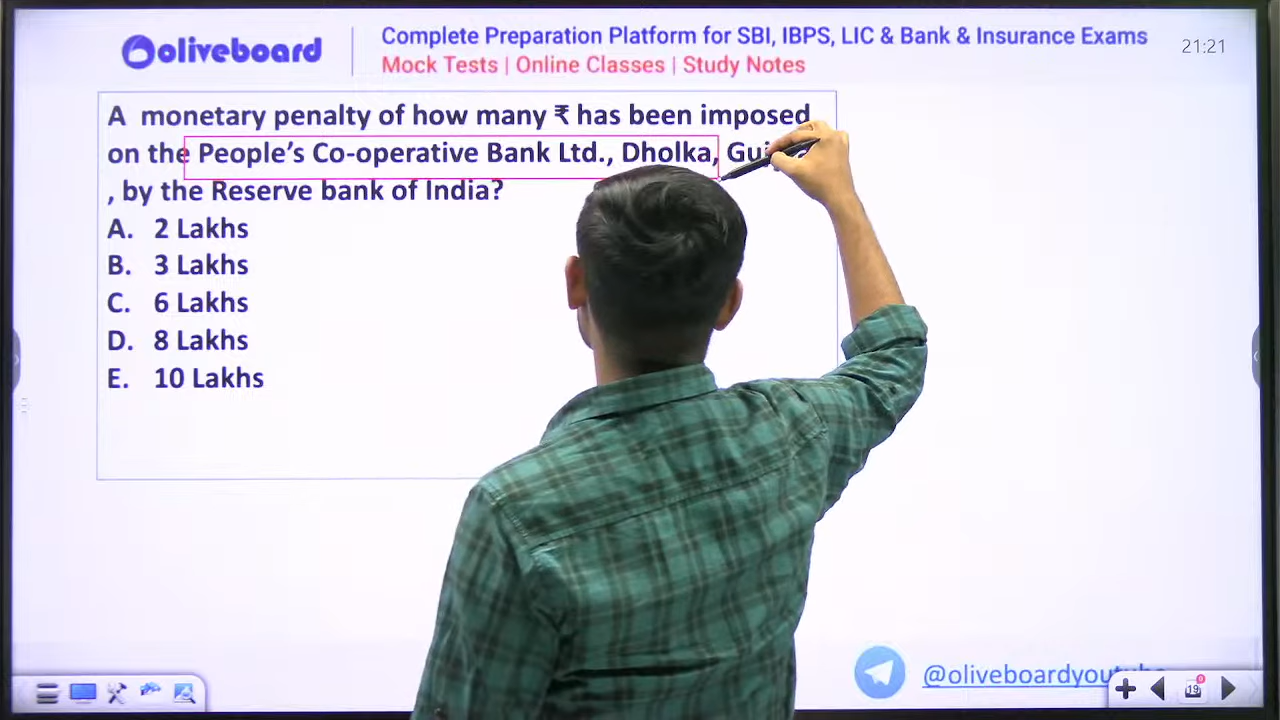 oliveboard
Complete Preparation Platform for SBI, IBPS, LIC & Bank & Insurance Exams
Mock Tests | Online Classes | Study Notes
21:21
A monetary penalty of how many ₹ has been imposed
on the People's Co-operative Bank Ltd., Dholka,
, by the Reserve bank of India?
A. 2 Lakhs
B. 3 Lakhs
C. 6 Lakhs
D. 8 Lakhs
E. 10 Lakhs
19